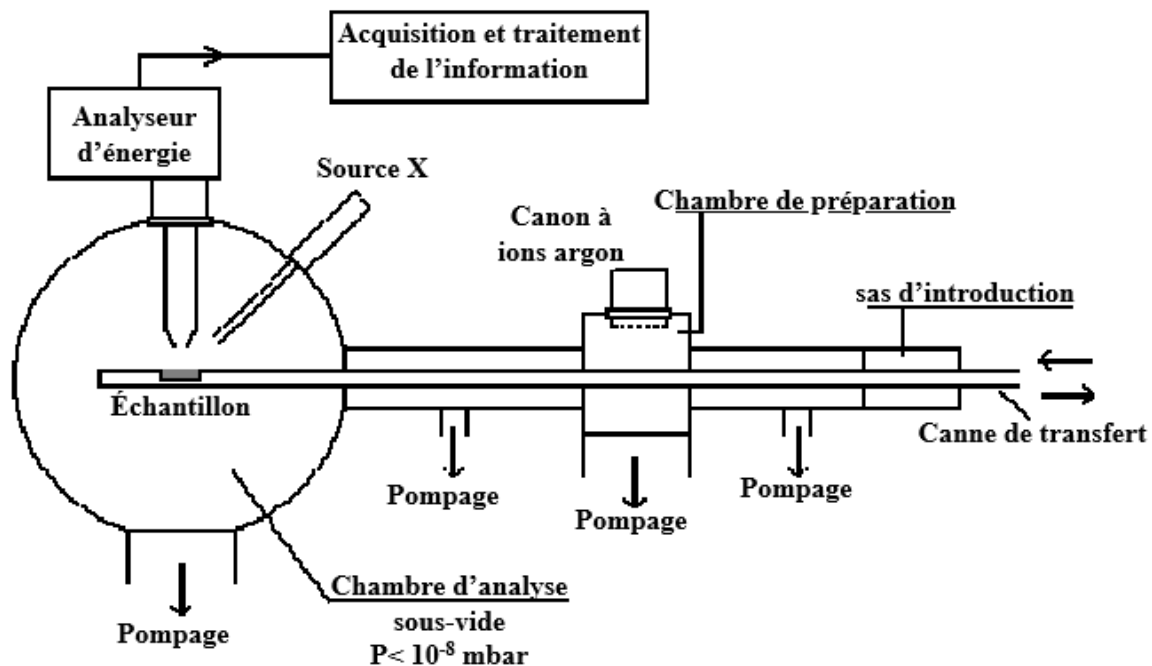 Acquisition et traitement
de l'information
Analyseur
d'énergie
Source X
Canon à
ions argon
Chambre de préparation
sas d'introduction
Échantillon
Canne de transfert
Pompage
Pompage
Pompage
Pompage
Chambre d'analyse
sous-vide
P< 10⁻⁸ mbar